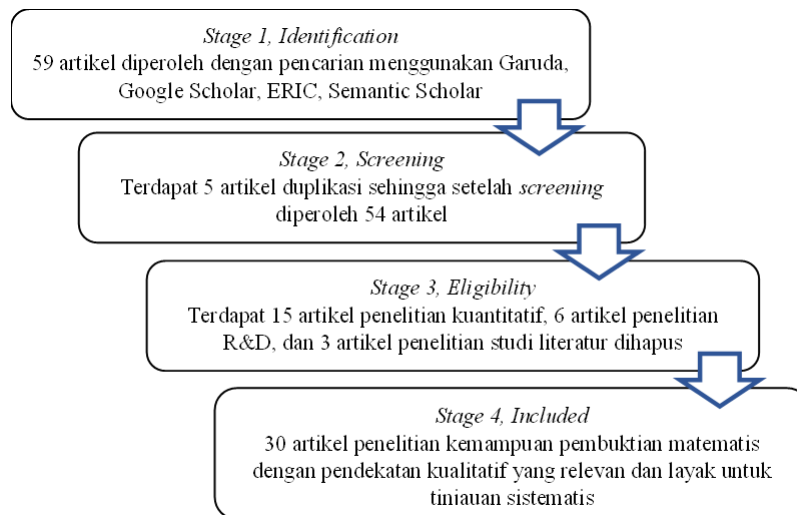 Stage 1, Identification
59 artikel diperoleh dengan pencarian menggunakan Garuda,
Google Scholar, ERIC, Semantic Scholar
Stage 2, Screening
Terdapat 5 artikel duplikasi sehingga setelah screening
diperoleh 54 artikel
Stage 3, Eligibility
Terdapat 15 artikel penelitian kuantitatif, 6 artikel penelitian
R&D, dan 3 artikel penelitian studi literatur dihapus
Stage 4, Included
30 artikel penelitian kemampuan pembuktian matematis
dengan pendekatan kualitatif yang relevan dan layak untuk
tinjauan sistematis